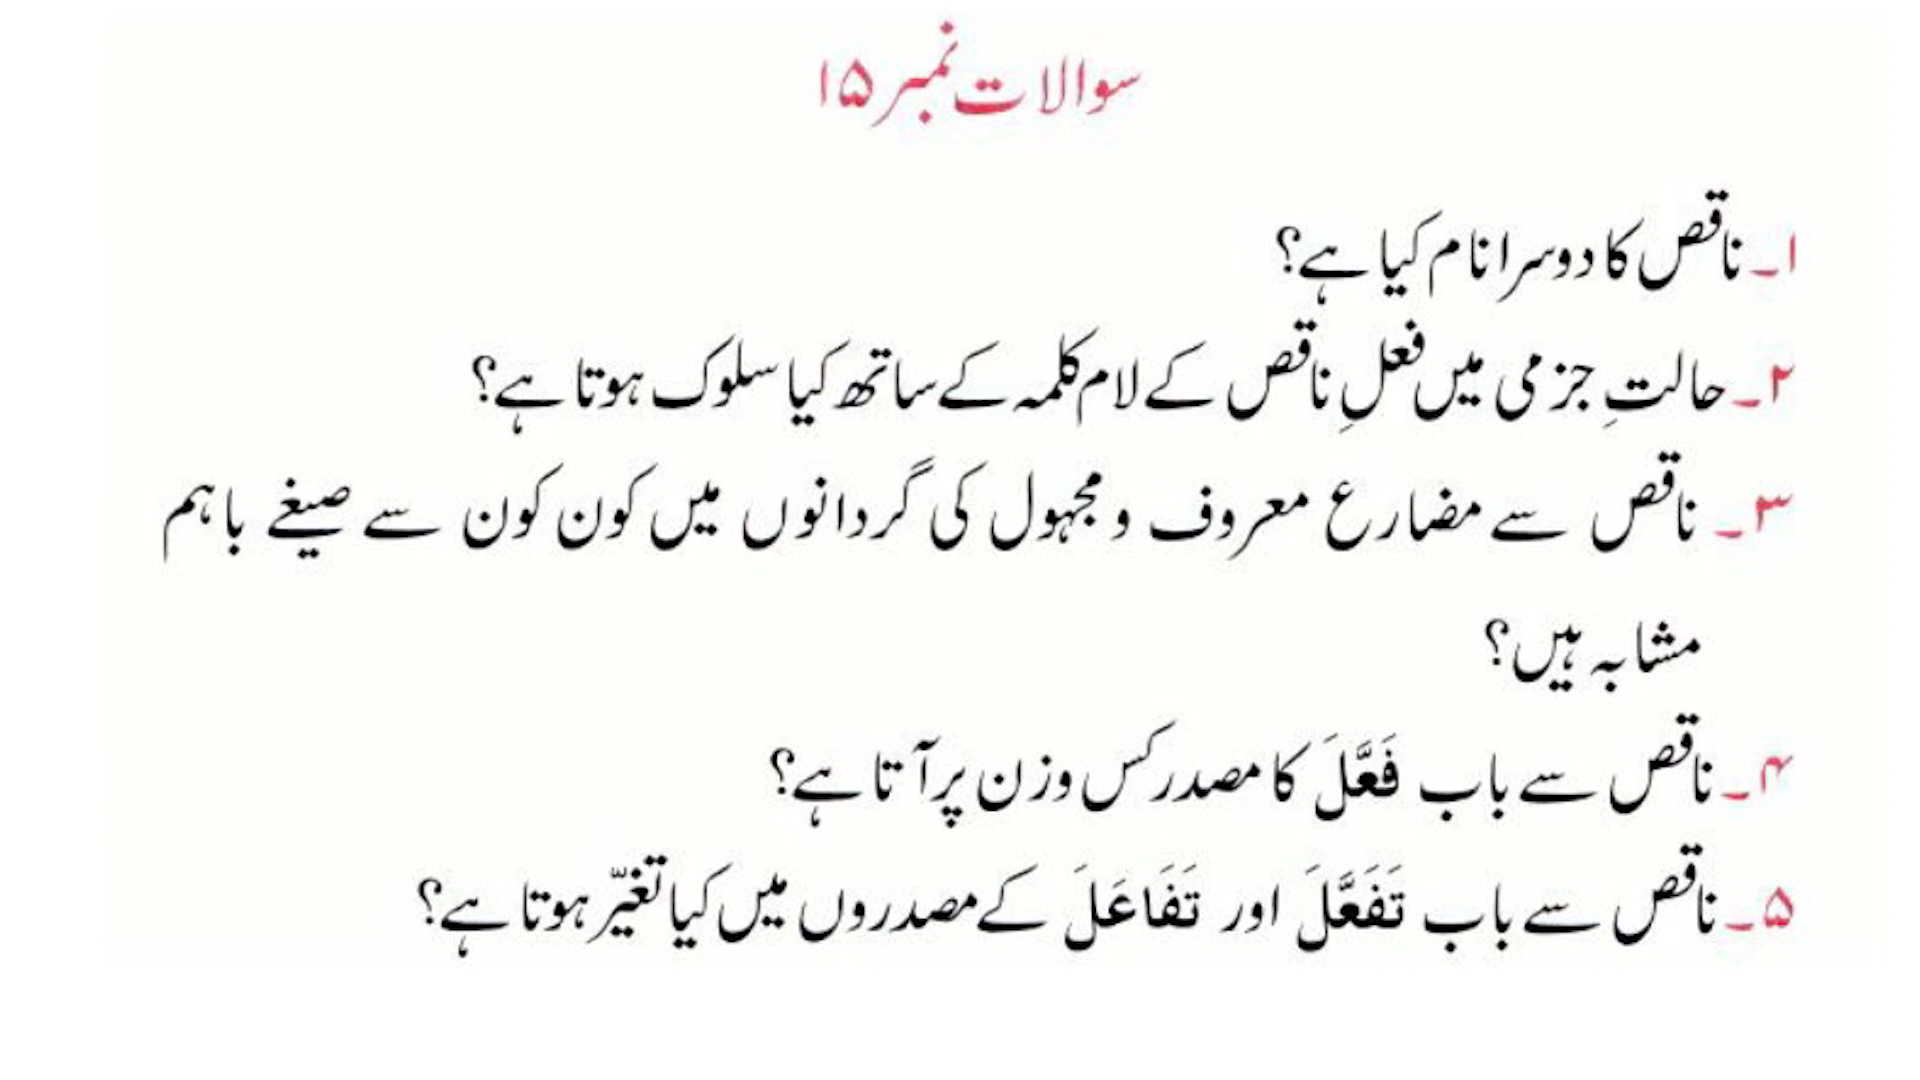 سوالات نمبر ۱۵
۱۔ ناقص کا دوسرا نام کیا ہے؟
۲۔ حالتِ جزمی میں فعلِ ناقص کے لام کلمہ کے ساتھ کیا سلوک ہوتا ہے؟
۳۔ ناقص سے مضارع معروف و مجہول کی گردانوں میں کون کون سے صیغے باہم
مشابہ ہیں؟
۴۔ ناقص سے باب فَعَّلَ کا مصدر کس وزن پر آتا ہے؟
۵۔ ناقص سے باب تَفَعَّلَ اور تَفَاعَلَ کے مصدروں میں کیا تغیّر ہوتا ہے؟